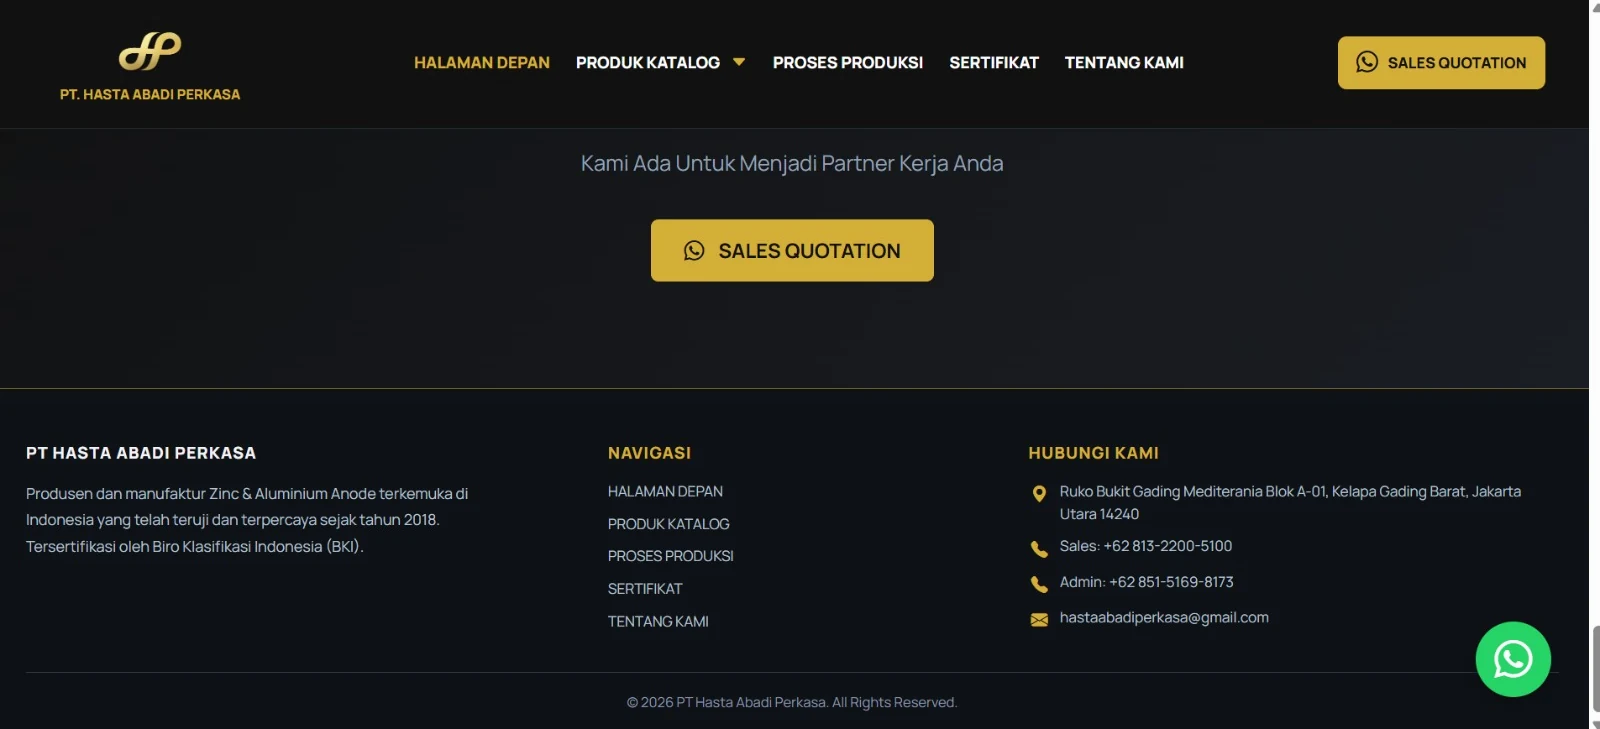 PT. HASTA ABADI PERKASA
HALAMAN DEPAN
PRODUK KATALOG
PROSES PRODUKSI
SERTIFIKAT
TENTANG KAMI
SALES QUOTATION
Kami Ada Untuk Menjadi Partner Kerja Anda
SALES QUOTATION
PT HASTA ABADI PERKASA
Produsen dan manufaktur Zinc & Aluminium Anode terkemuka di
Indonesia yang telah teruji dan terpercaya sejak tahun 2018.
Tersertifikasi oleh Biro Klasifikasi Indonesia (BKI).
NAVIGASI
HALAMAN DEPAN
PRODUK KATALOG
PROSES PRODUKSI
SERTIFIKAT
TENTANG KAMI
HUBUNGI KAMI
Ruko Bukit Gading Mediterania Blok A-01, Kelapa Gading Barat, Jakarta
Utara 14240
Sales: +62 813-2200-5100
Admin: +62 851-5169-8173
hastaabadiperkasa@gmail.com
© 2026 PT Hasta Abadi Perkasa. All Rights Reserved.